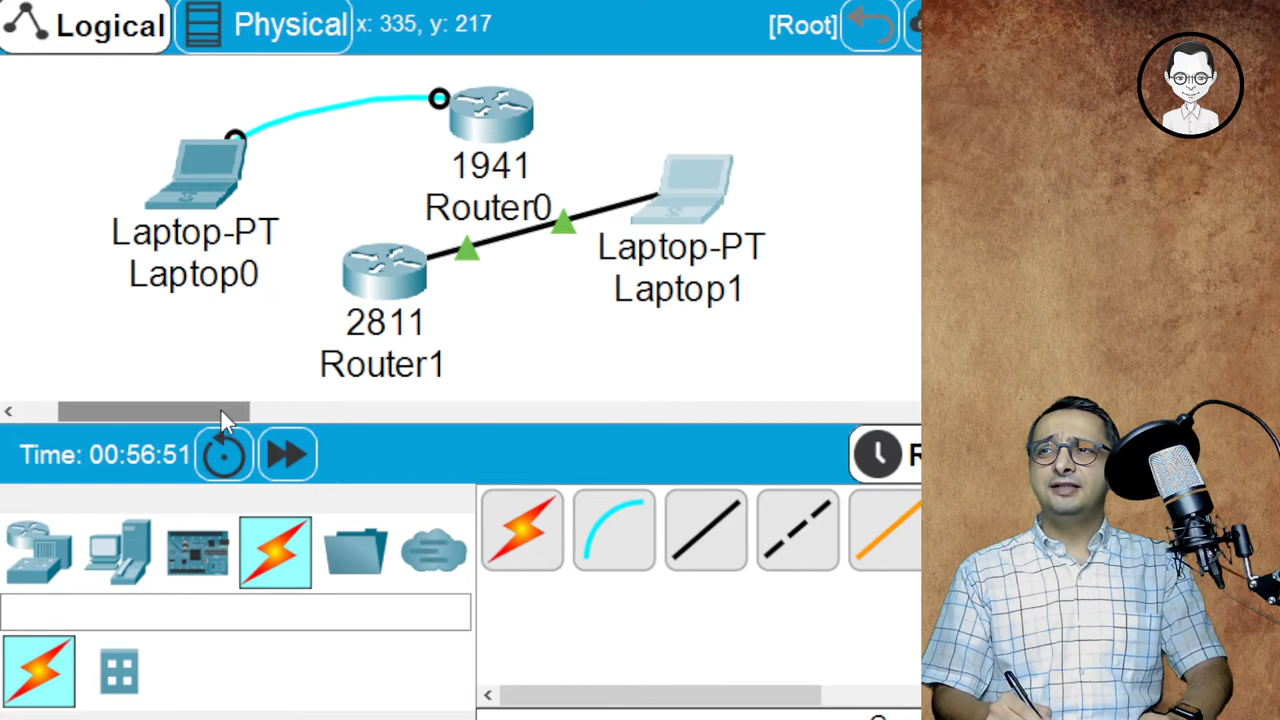 Logical
Physical
x: 335, y: 217
[Root]
1941
Router0
Laptop-PT
Laptop0
Laptop-PT
Laptop1
2811
Router1
Time: 00:56:51